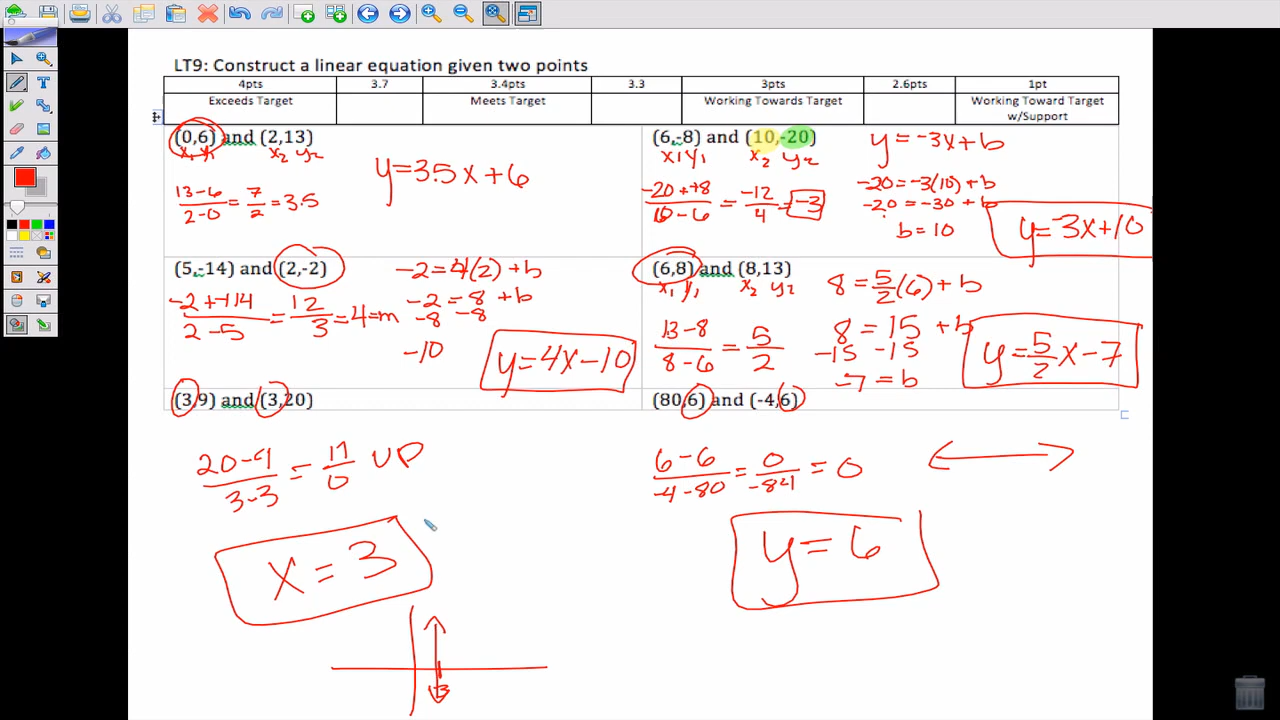 LT9: Construct a linear equation given two points
4pts 3.7 3.4pts 3.3 3pts 2.6pts 1pt
Exceeds Target Meets Target Working Towards Target Working Toward Target
w/Support
(0,6) and (2,13)
x₁ y₁ x₂ y₂
y=3.5x+6
13-6/2-0 = 7/2 = 3.5
(6,-8) and (10,-20)
x₁ y₁ x₂ y₂
y=-3x+b
-20++8/10-6 = -12/4 = -3
-20=-3(10)+b
-20=-30+b
b=10
y=-3x+10
(5,-14) and (2,-2)
-2++14/2-5 = 12/-3 = 4=m
-2=4(2)+b
-2=8+b
-8 -8
-10
y=4x-10
(6,8) and (8,13)
x₁ y₁ x₂ y₂
13-8/8-6 = 5/2
8=5/2(6)+b
8=15+b
-15 -15
-7=b
y=5/2x-7
(3,9) and (3,20)
20-9/3-3 = 11/0 UP
x=3
3
(80,6) and (-4,6)
6-6/-4-80 = 0/-84 = 0
y=6